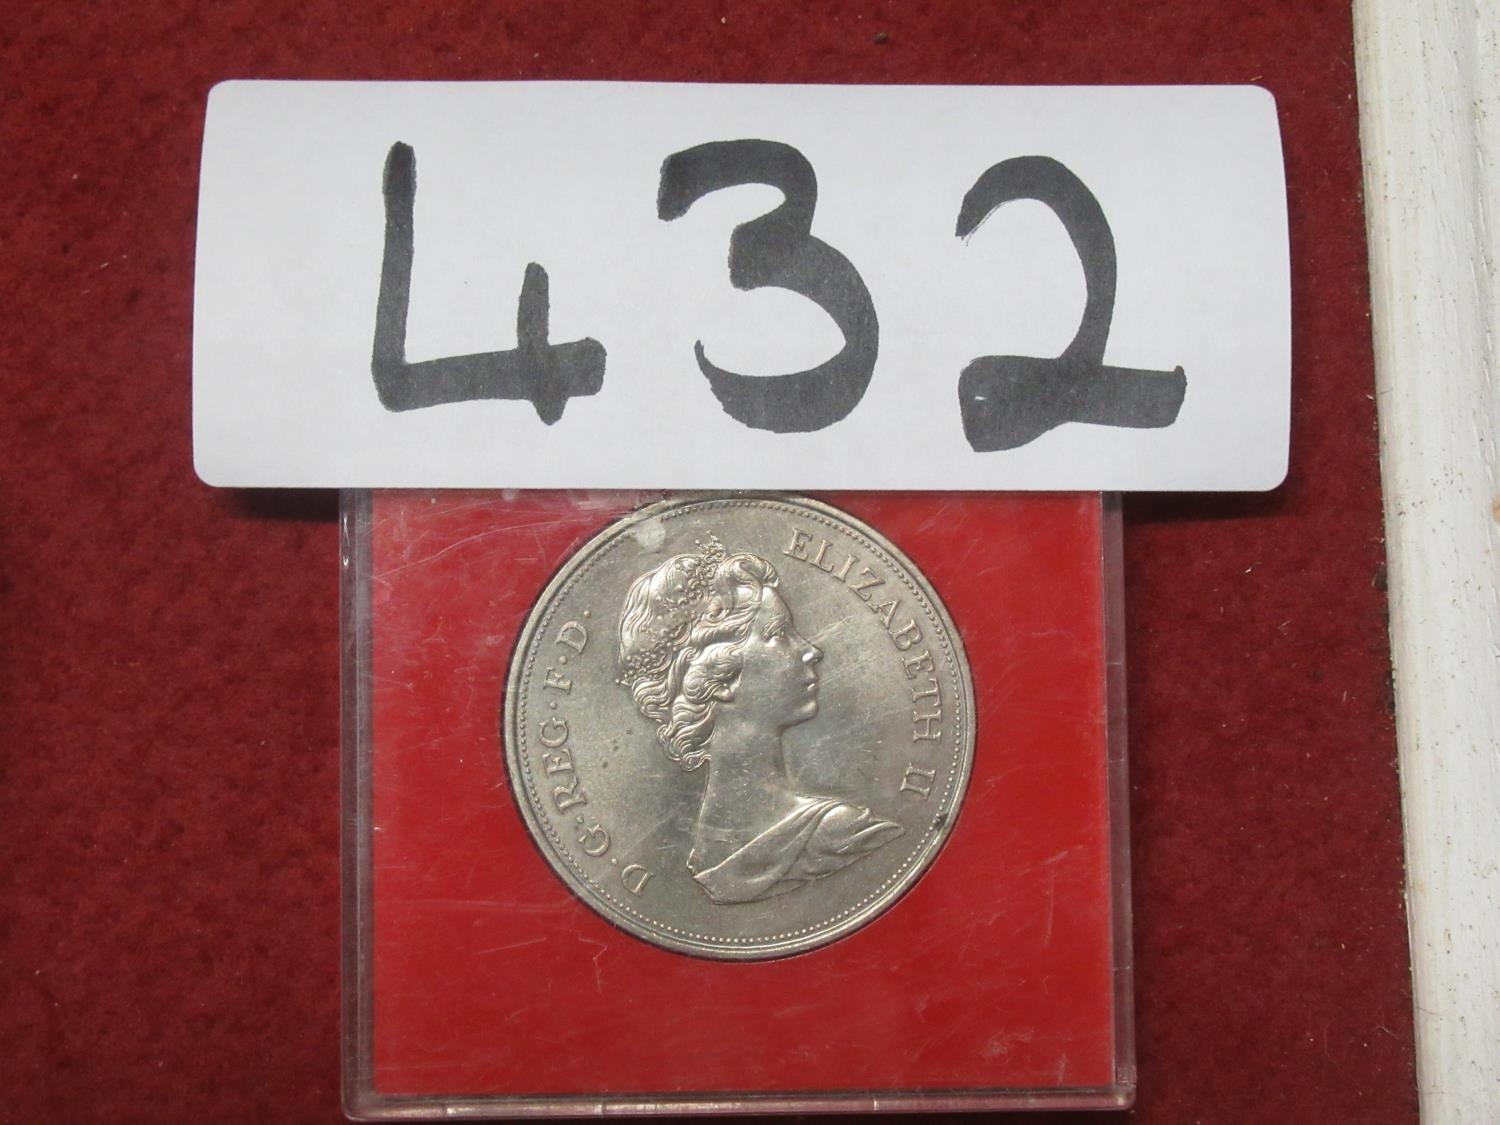 432
D·G·REG·F·D· ELIZABETH II